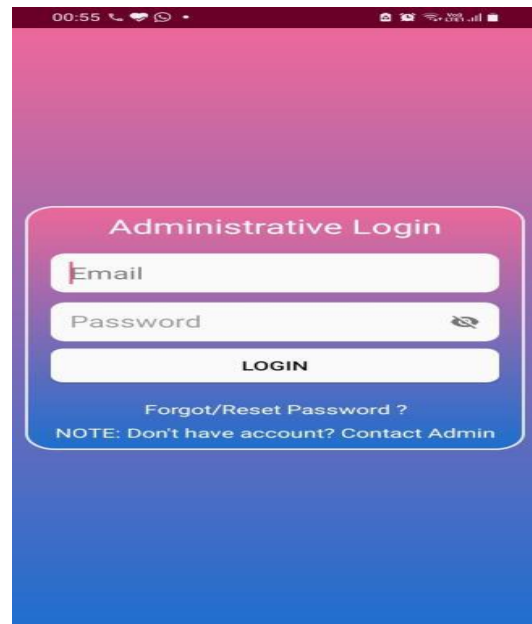 00:55
Administrative Login
Email
Password
LOGIN
Forgot/Reset Password ?
NOTE: Don't have account? Contact Admin